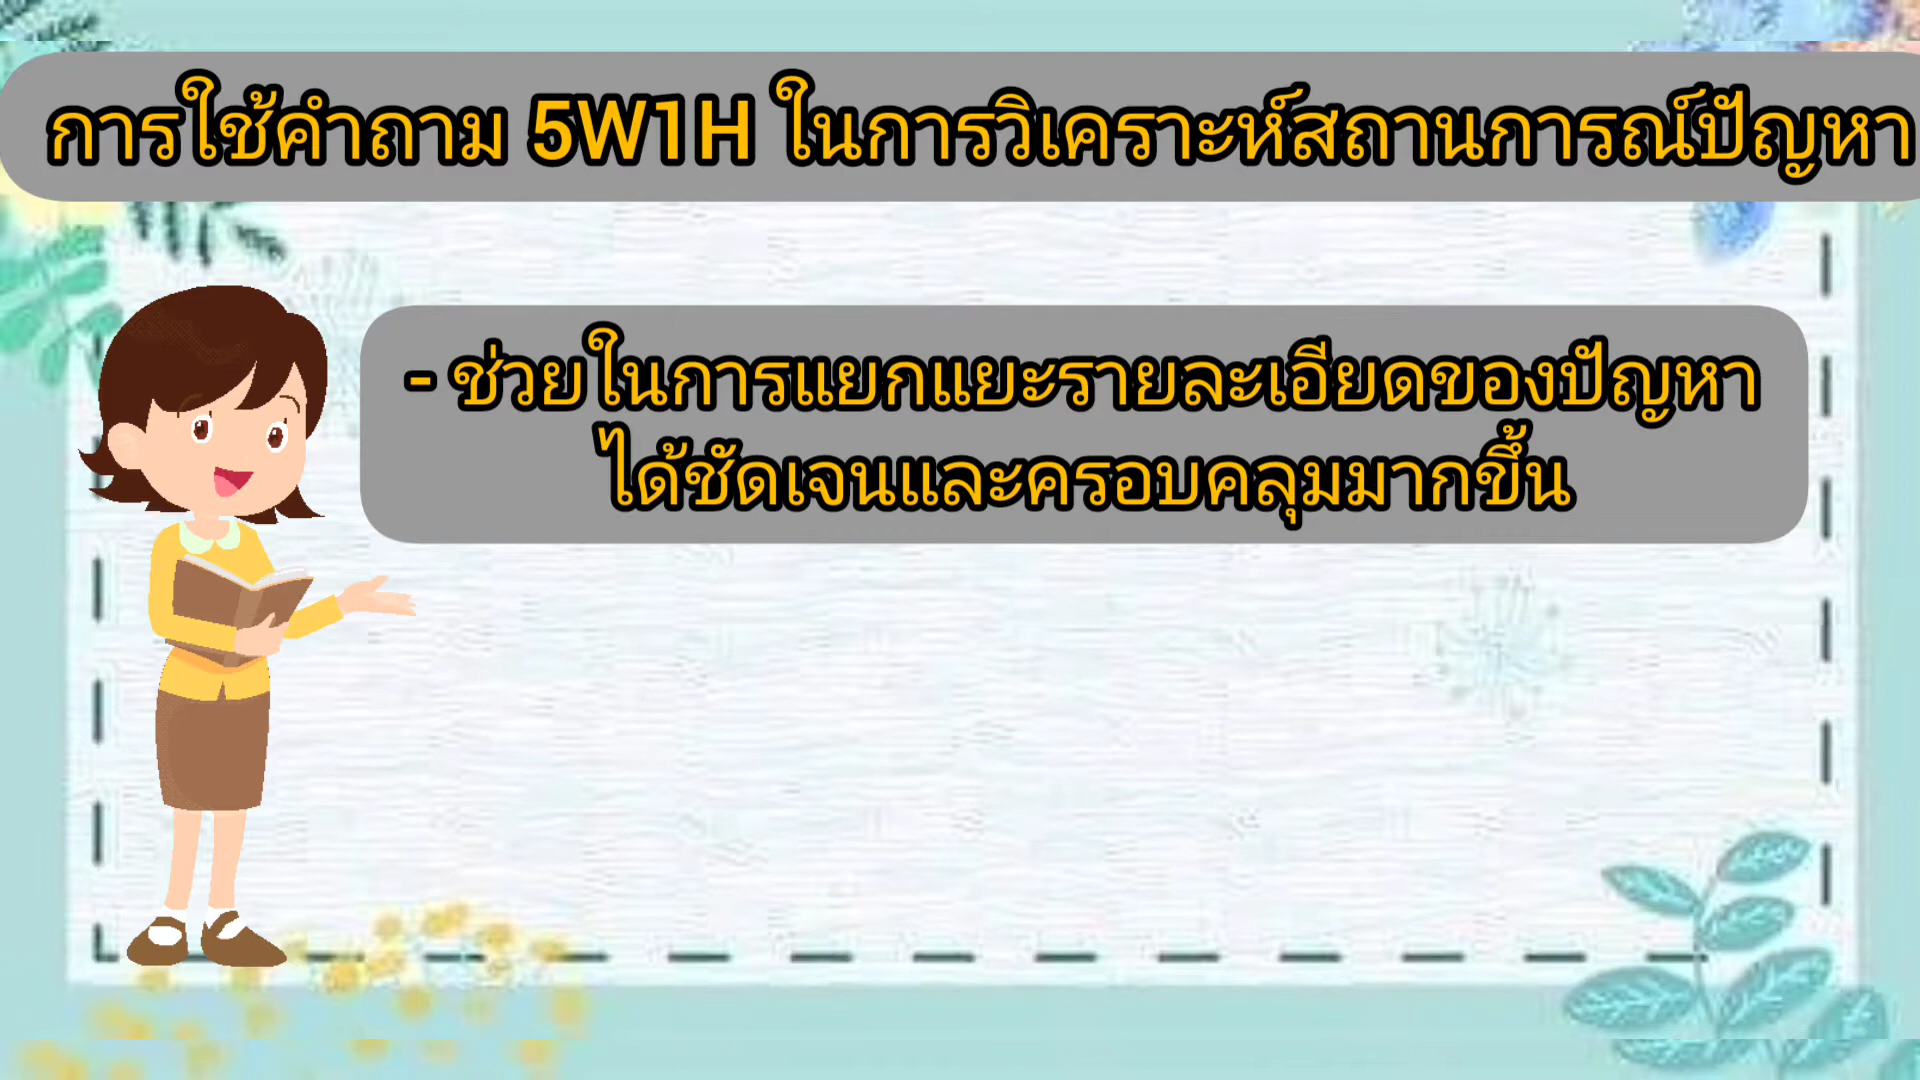 การใช้คำถาม 5W1H ในการวิเคราะห์สถานการณ์ปัญหา
- ช่วยในการแยกแยะรายละเอียดของปัญหา
ได้ชัดเจนและครอบคลุมมากขึ้น